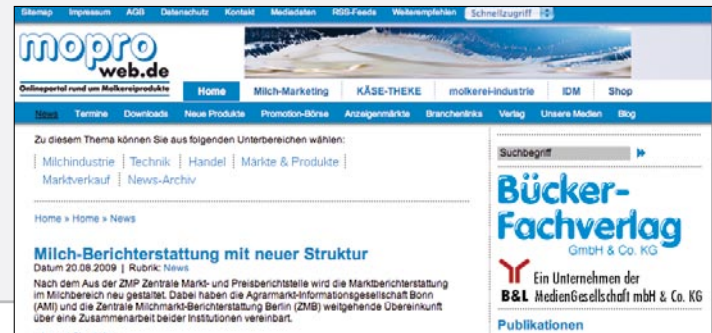 Sitemap Impressum AGB Datenschutz Kontakt Mediadaten RSS-Feeds Weiterempfehlen Schnellzugriff
mopro
web.de
Onlineportal rund um Molkereiprodukte
Home Milch-Marketing KÄSE-THEKE molkerei-industrie IDM Shop
News Termine Downloads Neue Produkte Promotion-Börse Anzeigenmärkte Branchenlinks Verlag Unsere Medien Blog
Zu diesem Thema können Sie aus folgenden Unterbereichen wählen:
Milchindustrie Technik Handel Märkte & Produkte
Marktverkauf News-Archiv
Home » Home » News
Milch-Berichterstattung mit neuer Struktur
Datum 20.08.2009 | Rubrik: News
Nach dem Aus der ZMP Zentrale Markt- und Preisberichtstelle wird die Marktberichterstattung
im Milchbereich neu gestaltet. Dabei haben die Agrarmarkt-Informationsgesellschaft Bonn
(AMI) und die Zentrale Milchmarkt-Berichterstattung Berlin (ZMB) weitgehende Übereinkunft
über eine Zusammenarbeit beider Institutionen vereinbart.
Suchbegriff
Bücker-
Fachverlag
GmbH & Co. KG
Ein Unternehmen der
B&L MedienGesellschaft mbH & Co. KG
Publikationen